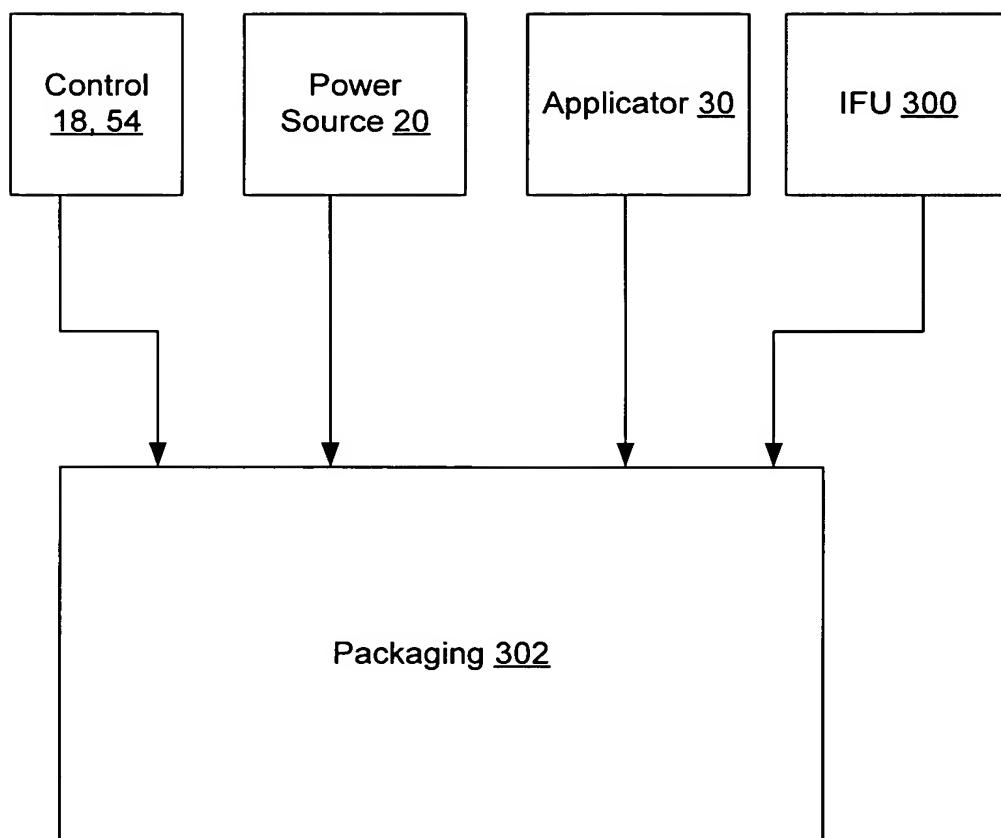 Control
18, 54
Power
Source 20
Applicator 30
IFU 300
Packaging 302